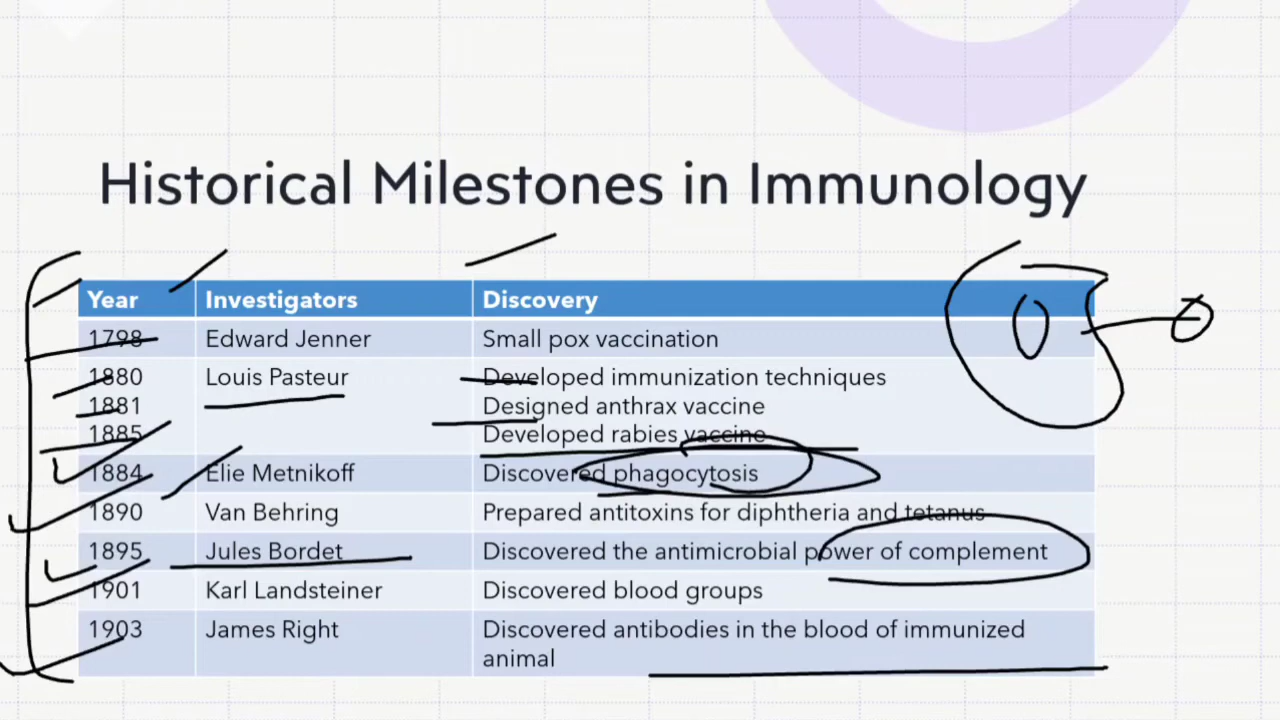 Historical Milestones in Immunology
Year Investigators Discovery
1798 Edward Jenner Small pox vaccination
1880 Louis Pasteur Developed immunization techniques
1881 Designed anthrax vaccine
1885 Developed rabies vaccine
1884 Elie Metnikoff Discovered phagocytosis
1890 Van Behring Prepared antitoxins for diphtheria and tetanus
1895 Jules Bordet Discovered the antimicrobial power of complement
1901 Karl Landsteiner Discovered blood groups
1903 James Right Discovered antibodies in the blood of immunized
animal